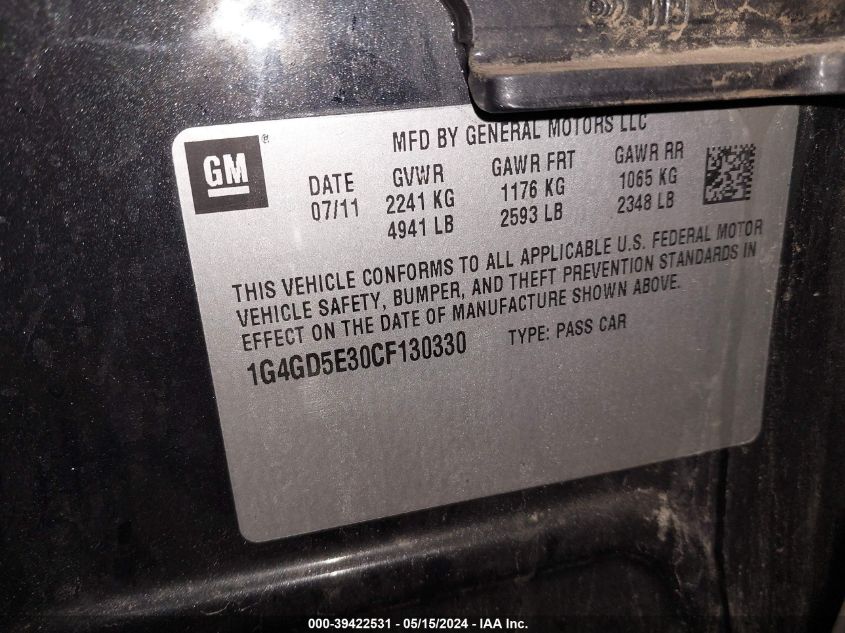 MFD BY GENERAL MOTORS LLC
GM®
DATE GVWR GAWR FRT GAWR RR
07/11 2241 KG 1176 KG 1065 KG
4941 LB 2593 LB 2348 LB
THIS VEHICLE CONFORMS TO ALL APPLICABLE U.S. FEDERAL MOTOR
VEHICLE SAFETY, BUMPER, AND THEFT PREVENTION STANDARDS IN
EFFECT ON THE DATE OF MANUFACTURE SHOWN ABOVE.
1G4GD5E30CF130330 TYPE: PASS CAR
000-39422531 - 05/15/2024 - IAA Inc.